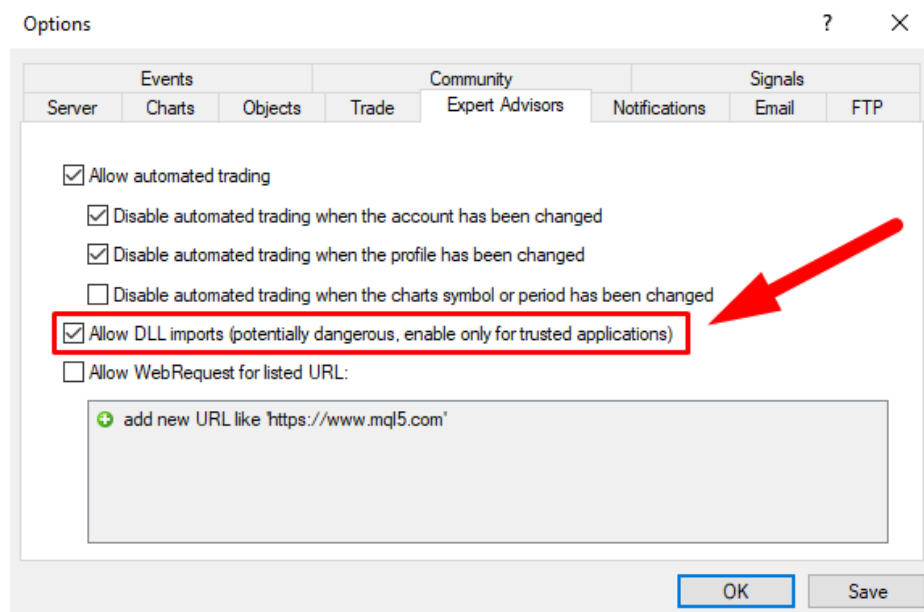 Options
?
Events Community Signals
Server Charts Objects Trade Expert Advisors Notifications Email FTP
Allow automated trading
Disable automated trading when the account has been changed
Disable automated trading when the profile has been changed
Disable automated trading when the charts symbol or period has been changed
Allow DLL imports (potentially dangerous, enable only for trusted applications)
Allow WebRequest for listed URL:
add new URL like 'https://www.mql5.com'
OK Save